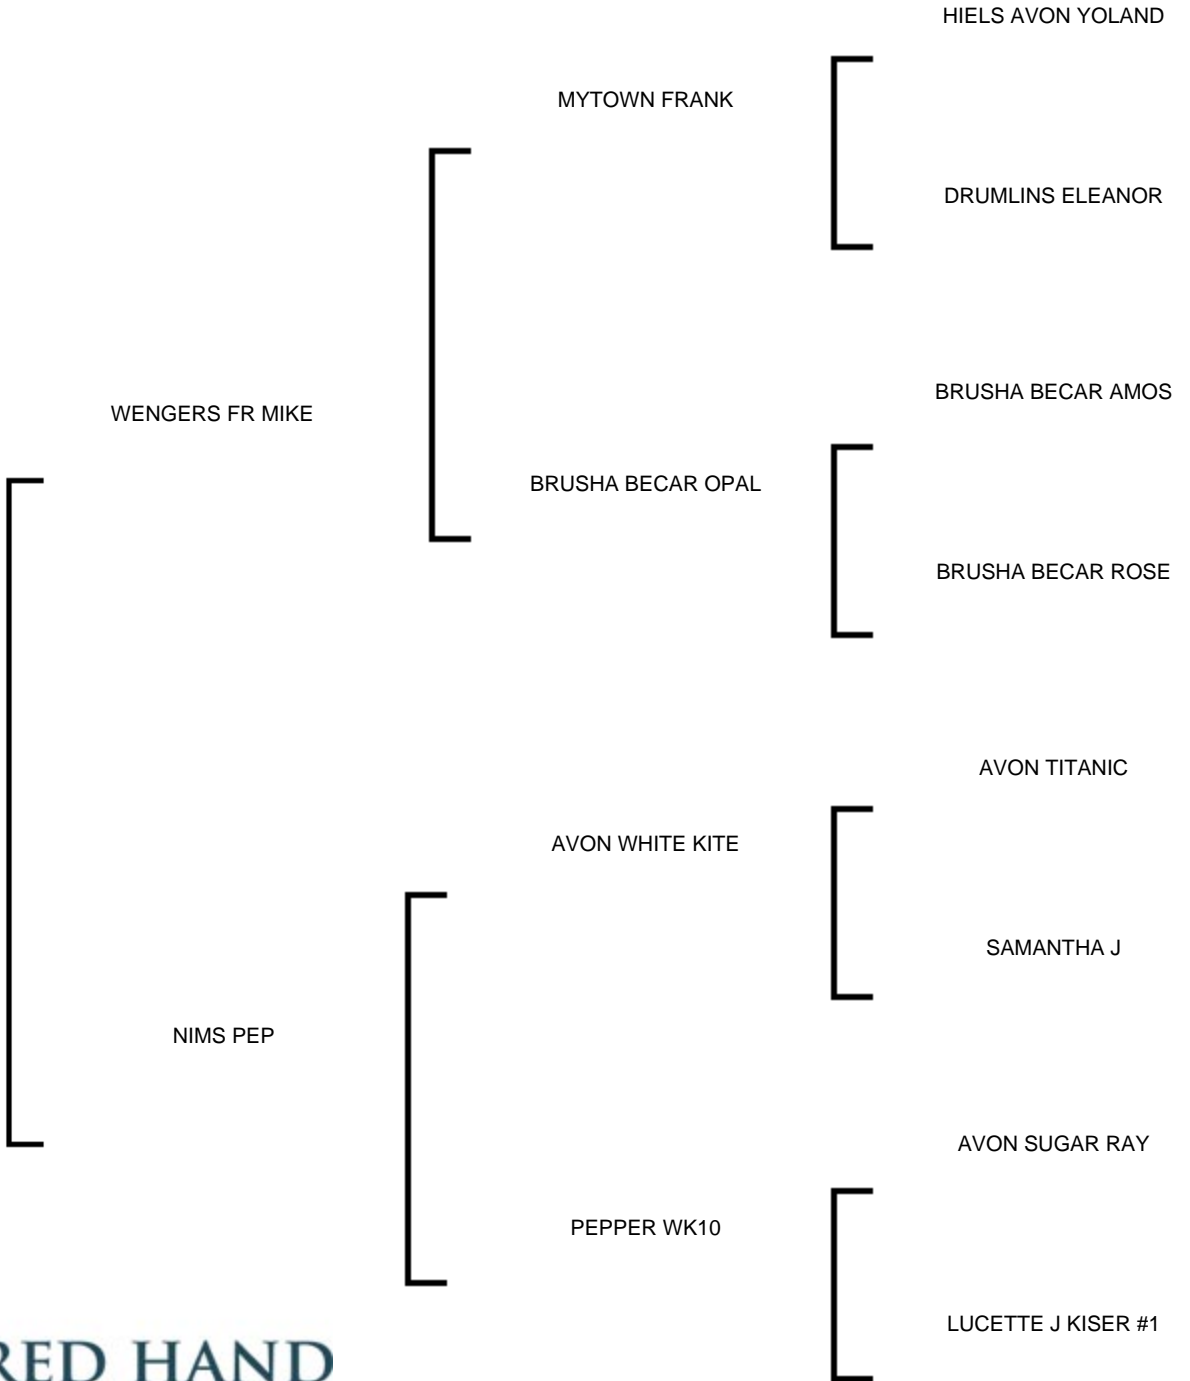 HIELS AVON YOLAND
MYTOWN FRANK
DRUMLINS ELEANOR
BRUSHA BECAR AMOS
WENGERS FR MIKE
BRUSHA BECAR OPAL
BRUSHA BECAR ROSE
AVON TITANIC
AVON WHITE KITE
SAMANTHA J
NIMS PEP
AVON SUGAR RAY
PEPPER WK10
LUCETTE J KISER #1
RED HAND